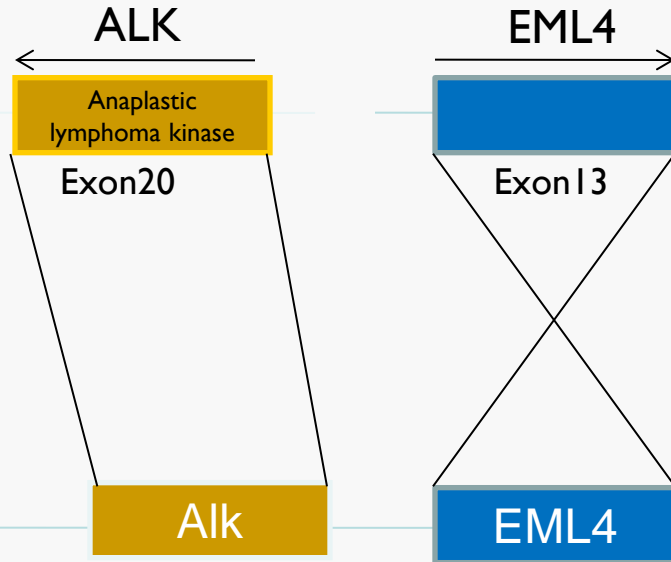 ALK
EML4
Anaplastic
lymphoma kinase
Exon20
Exon13
Alk
EML4